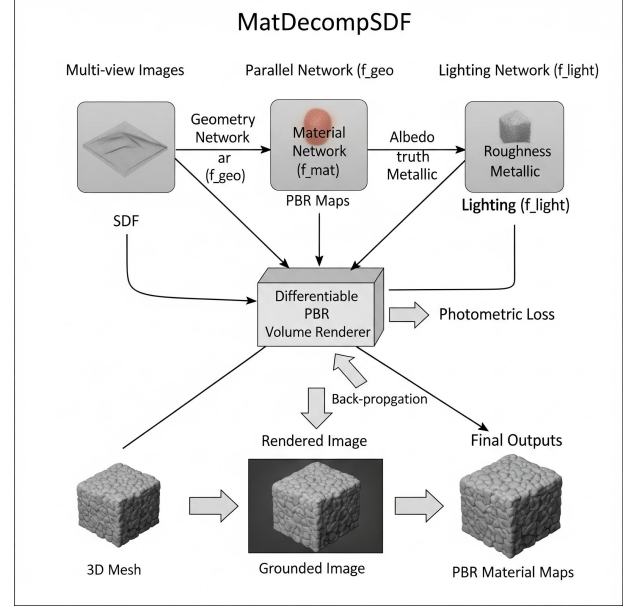 MatDecompSDF
Multi-view Images
Parallel Network (f_geo
Lighting Network (f_light)
Geometry
Network
ar
(f_geo)
Material
Network
(f_mat)
Albedo
truth
Metallic
Roughness
Metallic
PBR Maps
Lighting (f_light)
SDF
Differentiable
PBR
Volume Renderer
Photometric Loss
Back-propgation
Rendered Image
Final Outputs
3D Mesh
Grounded Image
PBR Material Maps